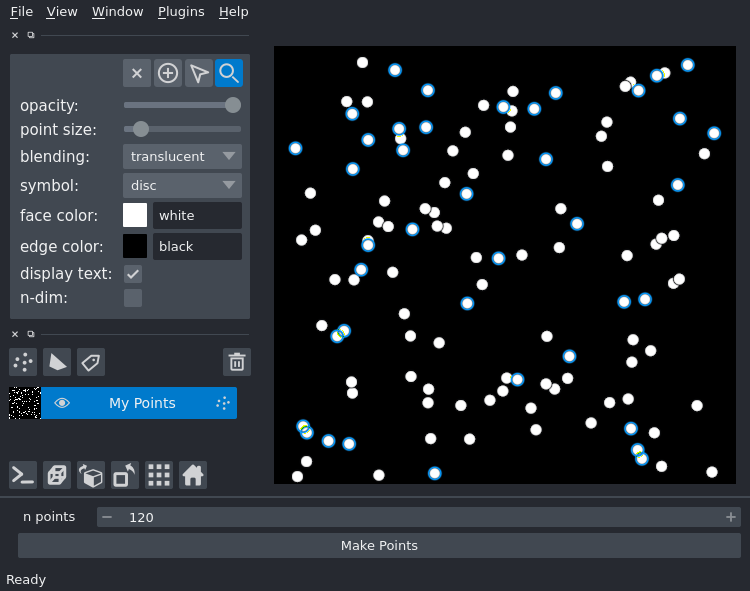 File View Window Plugins Help
opacity:
point size:
blending: translucent
symbol: disc
face color: white
edge color: black
display text:
n-dim:
My Points
n points 120
Make Points
Ready